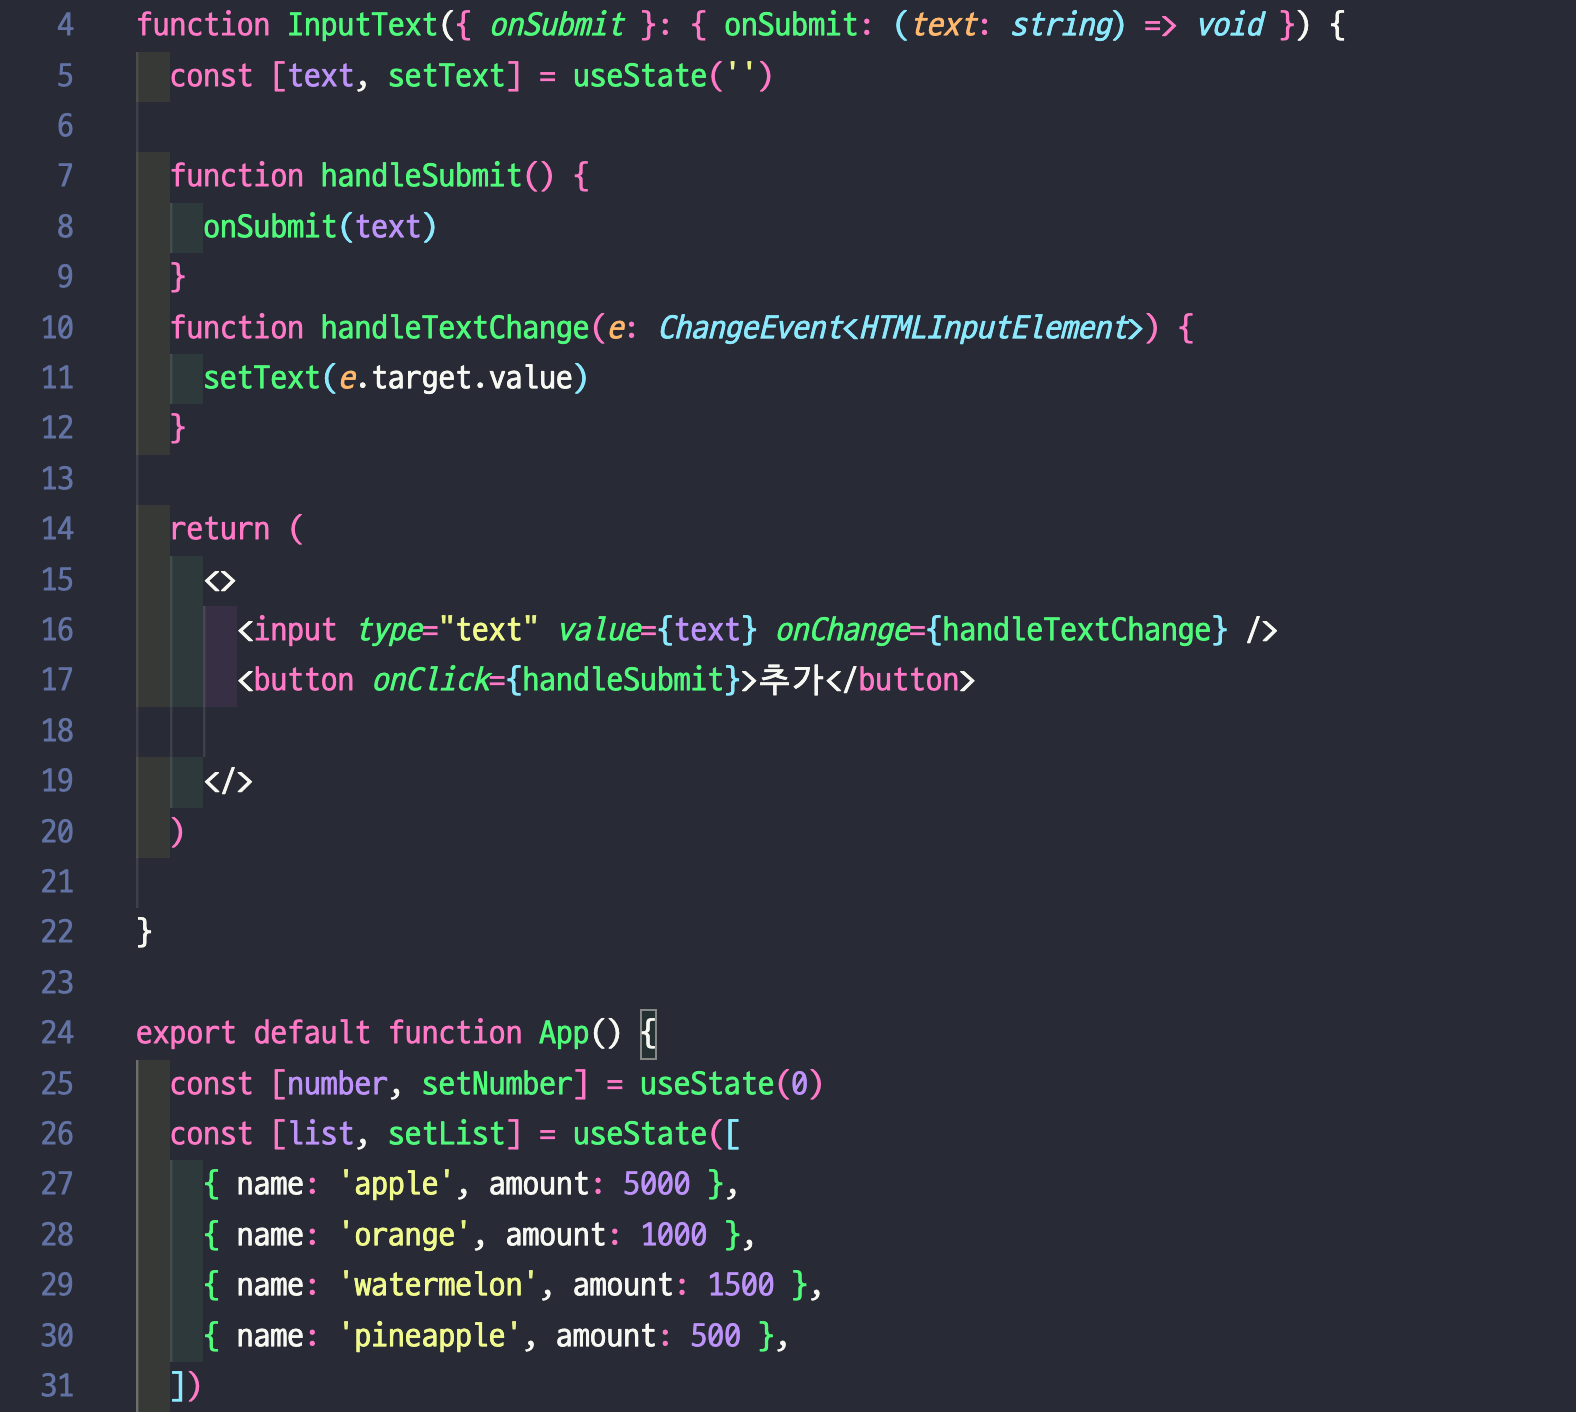 4 function InputText({ onSubmit }: { onSubmit: (text: string) => void }) {
5 const [text, setText] = useState('')
6
7 function handleSubmit() {
8 onSubmit(text)
9 }
10 function handleTextChange(e: ChangeEvent<HTMLInputElement>) {
11 setText(e.target.value)
12 }
13
14 return (
15 <>
16 <input type="text" value={text} onChange={handleTextChange} />
17 <button onClick={handleSubmit}>추가</button>
18
19 </>
20 )
21
22 }
23
24 export default function App() {
25 const [number, setNumber] = useState(0)
26 const [list, setList] = useState([
27 { name: 'apple', amount: 5000 },
28 { name: 'orange', amount: 1000 },
29 { name: 'watermelon', amount: 1500 },
30 { name: 'pineapple', amount: 500 },
31 ])